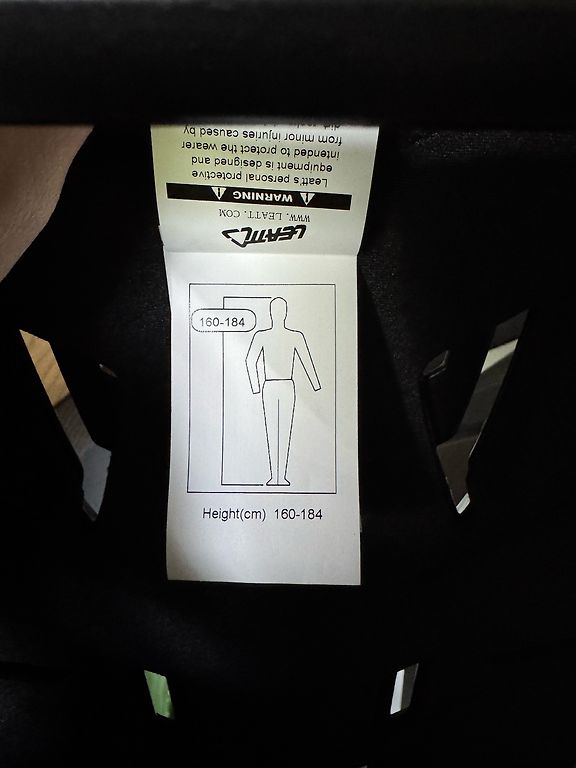 LEATT
WWW. LEATT. COM
WARNING
Leatt's personal protective
equipment is designed and
intended to protect the wearer
from minor injuries caused by
160-184
Height(cm) 160-184